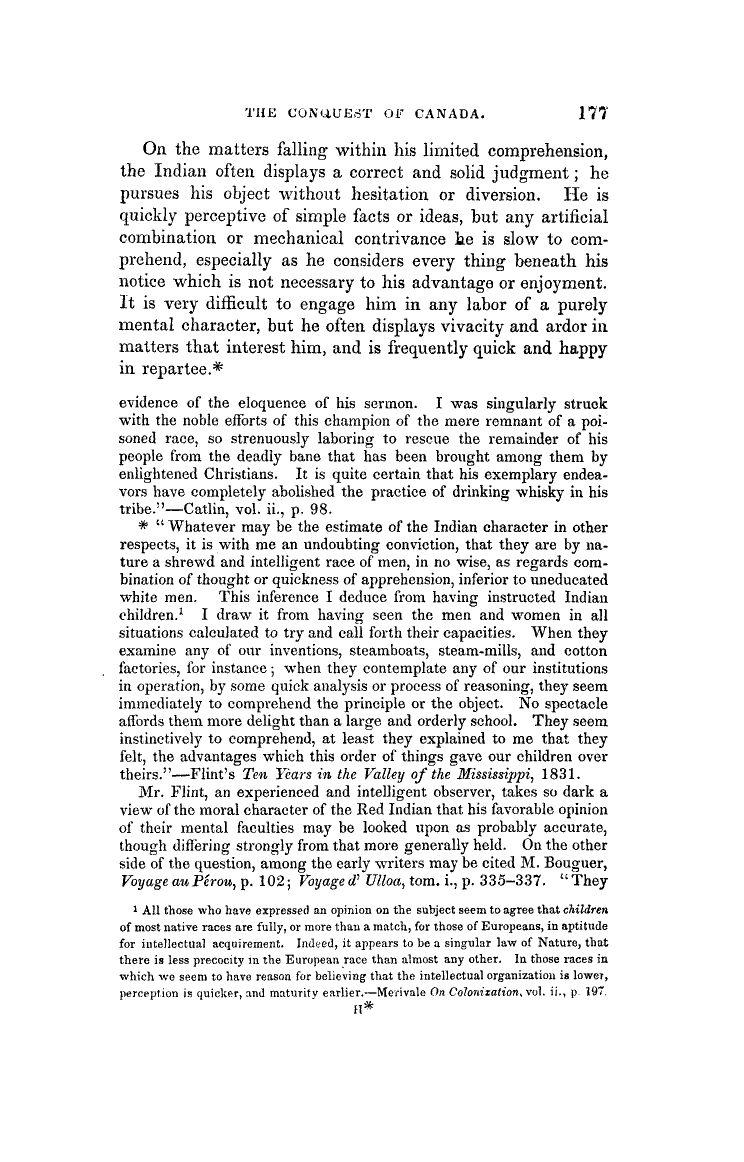 THE CONQUEST OF CANADA. 177
On the matters falling within his limited comprehension,
the Indian often displays a correct and solid judgment; he
pursues his object without hesitation or diversion. He is
quickly perceptive of simple facts or ideas, but any artificial
combination or mechanical contrivance he is slow to com-
prehend, especially as he considers every thing beneath his
notice which is not necessary to his advantage or enjoyment.
It is very difficult to engage him in any labor of a purely
mental character, but he often displays vivacity and ardor in
matters that interest him, and is frequently quick and happy
in repartee.*
evidence of the eloquence of his sermon. I was singularly struck
with the noble efforts of this champion of the mere remnant of a poi-
soned race, so strenuously laboring to rescue the remainder of his
people from the deadly bane that has been brought among them by
enlightened Christians. It is quite certain that his exemplary endea-
vors have completely abolished the practice of drinking whisky in his
tribe."—Catlin, vol. ii., p. 98.
* "Whatever may be the estimate of the Indian character in other
respects, it is with me an undoubting conviction, that they are by na-
ture a shrewd and intelligent race of men, in no wise, as regards com-
bination of thought or quickness of apprehension, inferior to uneducated
white men. This inference I deduce from having instructed Indian
children.¹ I draw it from having seen the men and women in all
situations calculated to try and call forth their capacities. When they
examine any of our inventions, steamboats, steam-mills, and cotton
factories, for instance; when they contemplate any of our institutions
in operation, by some quick analysis or process of reasoning, they seem
immediately to comprehend the principle or the object. No spectacle
affords them more delight than a large and orderly school. They seem
instinctively to comprehend, at least they explained to me that they
felt, the advantages which this order of things gave our children over
theirs."—Flint's Ten Years in the Valley of the Mississippi, 1831.
Mr. Flint, an experienced and intelligent observer, takes so dark a
view of the moral character of the Red Indian that his favorable opinion
of their mental faculties may be looked upon as probably accurate,
though differing strongly from that more generally held. On the other
side of the question, among the early writers may be cited M. Bouguer,
Voyage au Pérou, p. 102; Voyage d' Ulloa, tom. i., p. 335–337. "They
¹ All those who have expressed an opinion on the subject seem to agree that children
of most native races are fully, or more than a match, for those of Europeans, in aptitude
for intellectual acquirement. Indeed, it appears to be a singular law of Nature, that
there is less precocity in the European race than almost any other. In those races in
which we seem to have reason for believing that the intellectual organization is lower,
perception is quicker, and maturity earlier.—Merivale On Colonization, vol. ii., p. 197.
H*